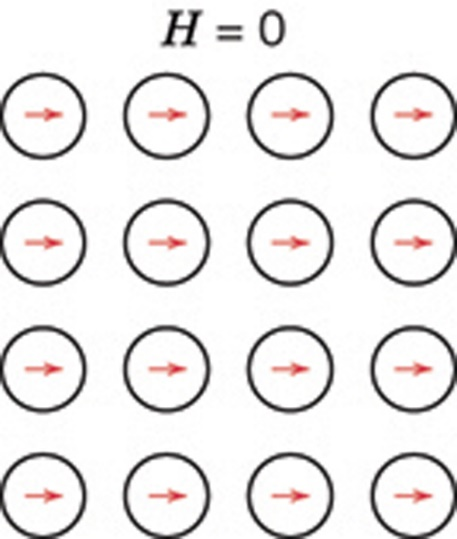 H = 0